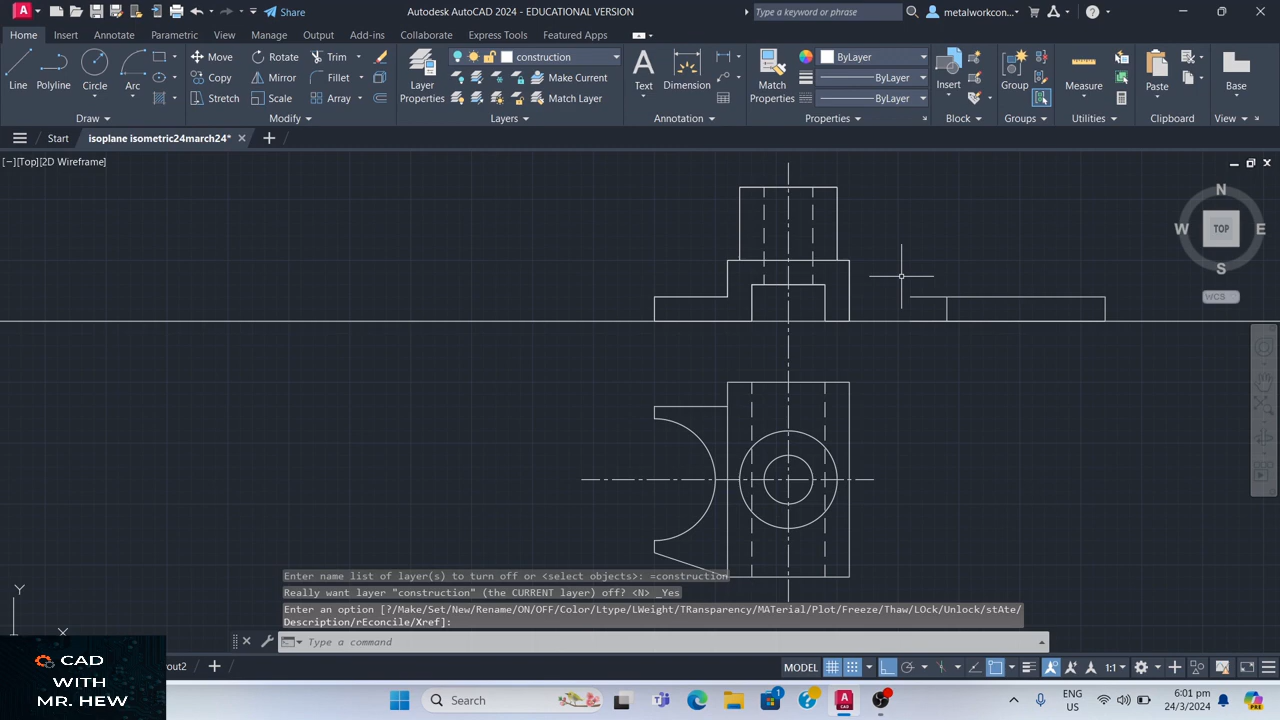 Share
Autodesk AutoCAD 2024 - EDUCATIONAL VERSION
Type a keyword or phrase
metalworkcon...
Home Insert Annotate Parametric View Manage Output Add-ins Collaborate Express Tools Featured Apps
Line Polyline Circle Arc
Move Rotate Trim
Copy Mirror Fillet
Stretch Scale Array
Layer Properties
construction
Make Current
Match Layer
Text Dimension
Match Properties
ByLayer
ByLayer
ByLayer
Insert
Group
Measure
Paste
Base
Draw Modify Layers Annotation Properties Block Groups Utilities Clipboard View
Start isoplane isometric24march24*
[−][Top][2D Wireframe]
N
W TOP E
S
WCS
Enter name list of layer(s) to turn off or <select objects>: =construction
Really want layer "construction" (the CURRENT layer) off? <N> _Yes
Enter an option [?/Make/Set/New/Rename/ON/OFF/Color/Ltype/LWeight/TRansparency/MATerial/Plot/Freeze/Thaw/LOck/Unlock/stAte/
Description/rEconcile/Xref]:
Y
X
Type a command
CAD
WITH
MR. HEW
out2
MODEL 1:1
Search
ENG
US
6:01 pm
24/3/2024